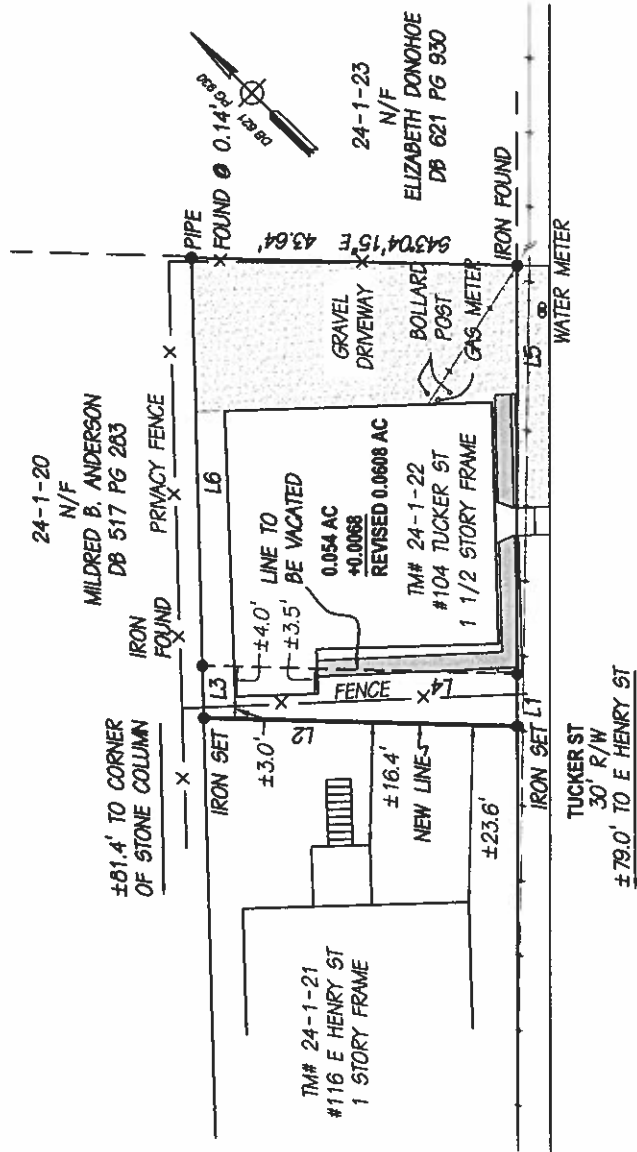 24-1-20
N/F
MILDRED B. ANDERSON
DB 517 PG 283
PRIVACY FENCE
PIPE
FOUND @ 0.14'
DB 621 PG 930
24-1-23
N/F
ELIZABETH DONOHOE
DB 621 PG 930
S43°04'15"E
43.64'
IRON FOUND
WATER METER
GRAVEL
DRIVEWAY
BOLLARD
POST
GAS METER
L5
L6
IRON
FOUND
LINE TO
BE VACATED
0.054 AC
+0.0068
REVISED 0.0608 AC
TM# 24-1-22
#104 TUCKER ST
1 1/2 STORY FRAME
±4.0'
±3.5'
L3
FENCE
L4
L1
±81.4' TO CORNER
OF STONE COLUMN
IRON SET
±3.0'
L2
±16.4'
NEW LINE
±23.6'
IRON SET
TUCKER ST
30' R/W
±79.0' TO E HENRY ST
TM# 24-1-21
#116 E HENRY ST
1 STORY FRAME